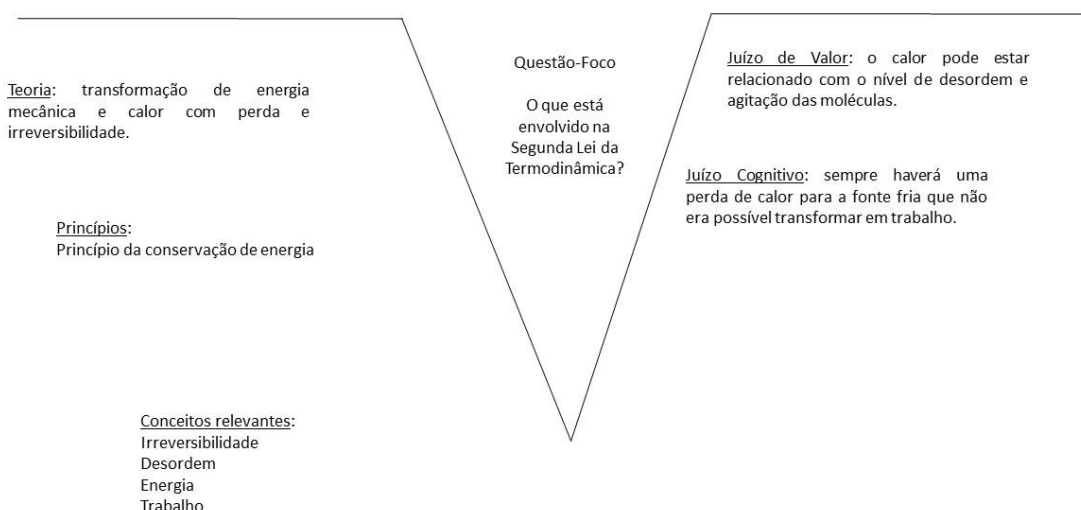 Teoria: transformação de energia
mecânica e calor com perda e
irreversibilidade.
Princípios:
Princípio da conservação de energia
Conceitos relevantes:
Irreversibilidade
Desordem
Energia
Trabalho
Questão-Foco
O que está
envolvido na
Segunda Lei da
Termodinâmica?
Juízo de Valor: o calor pode estar
relacionado com o nível de desordem e
agitação das moléculas.
Juízo Cognitivo: sempre haverá uma
perda de calor para a fonte fria que não
era possível transformar em trabalho.